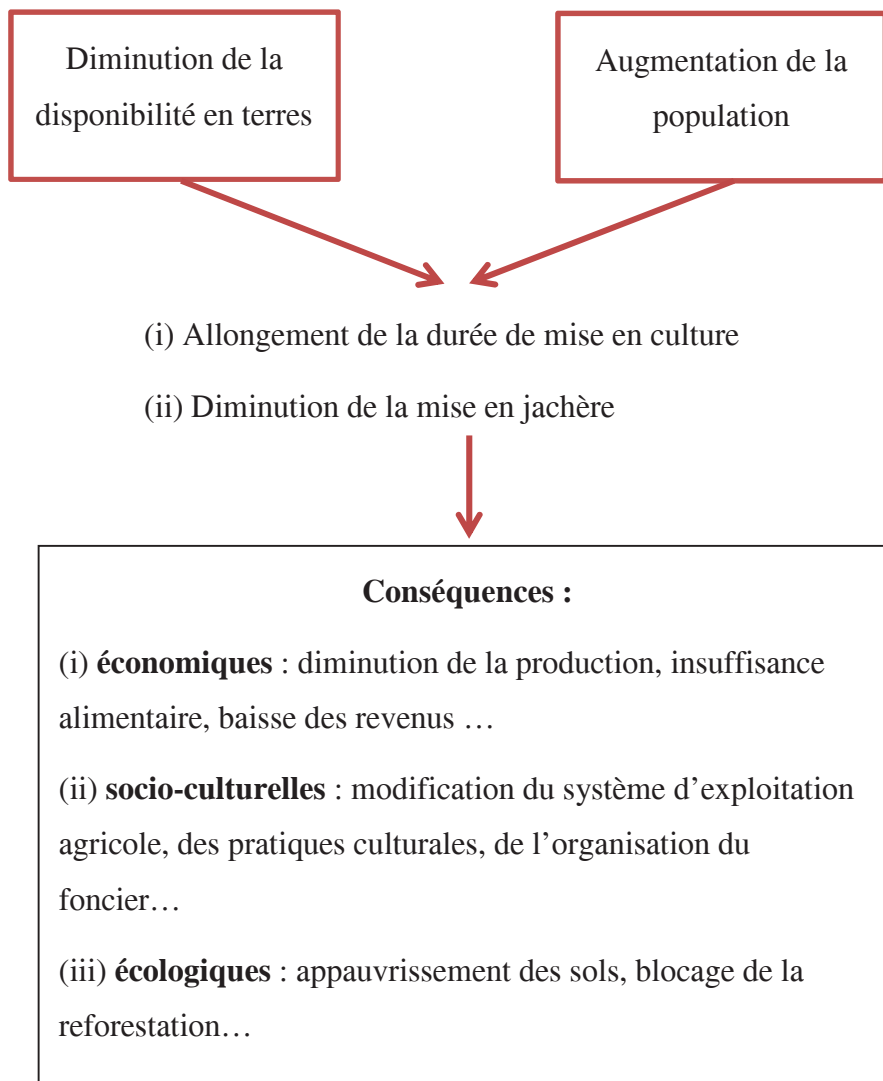 Diminution de la
disponibilité en terres
Augmentation de la
population
(i) Allongement de la durée de mise en culture
(ii) Diminution de la mise en jachère
Conséquences :
(i) économiques : diminution de la production, insuffisance
alimentaire, baisse des revenus …
(ii) socio-culturelles : modification du système d’exploitation
agricole, des pratiques culturales, de l’organisation du
foncier…
(iii) écologiques : appauvrissement des sols, blocage de la
reforestation…